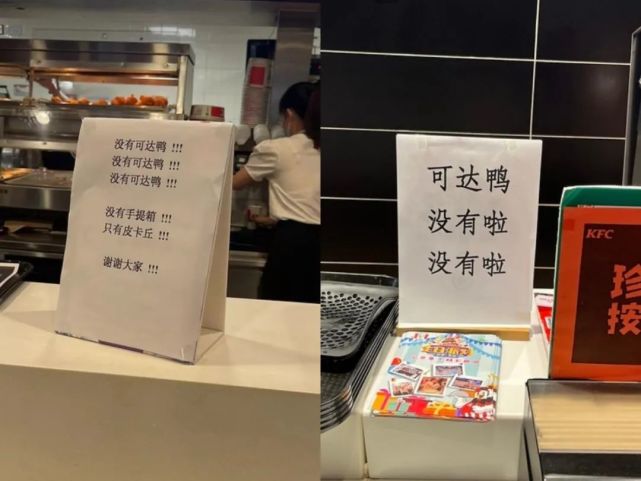 没有可达鸭 !!!
没有可达鸭 !!!
没有可达鸭 !!!
没有手提箱 !!!
只有皮卡丘 !!!
谢谢大家 !!!
可达鸭
没有啦
没有啦
KFC
珍
按